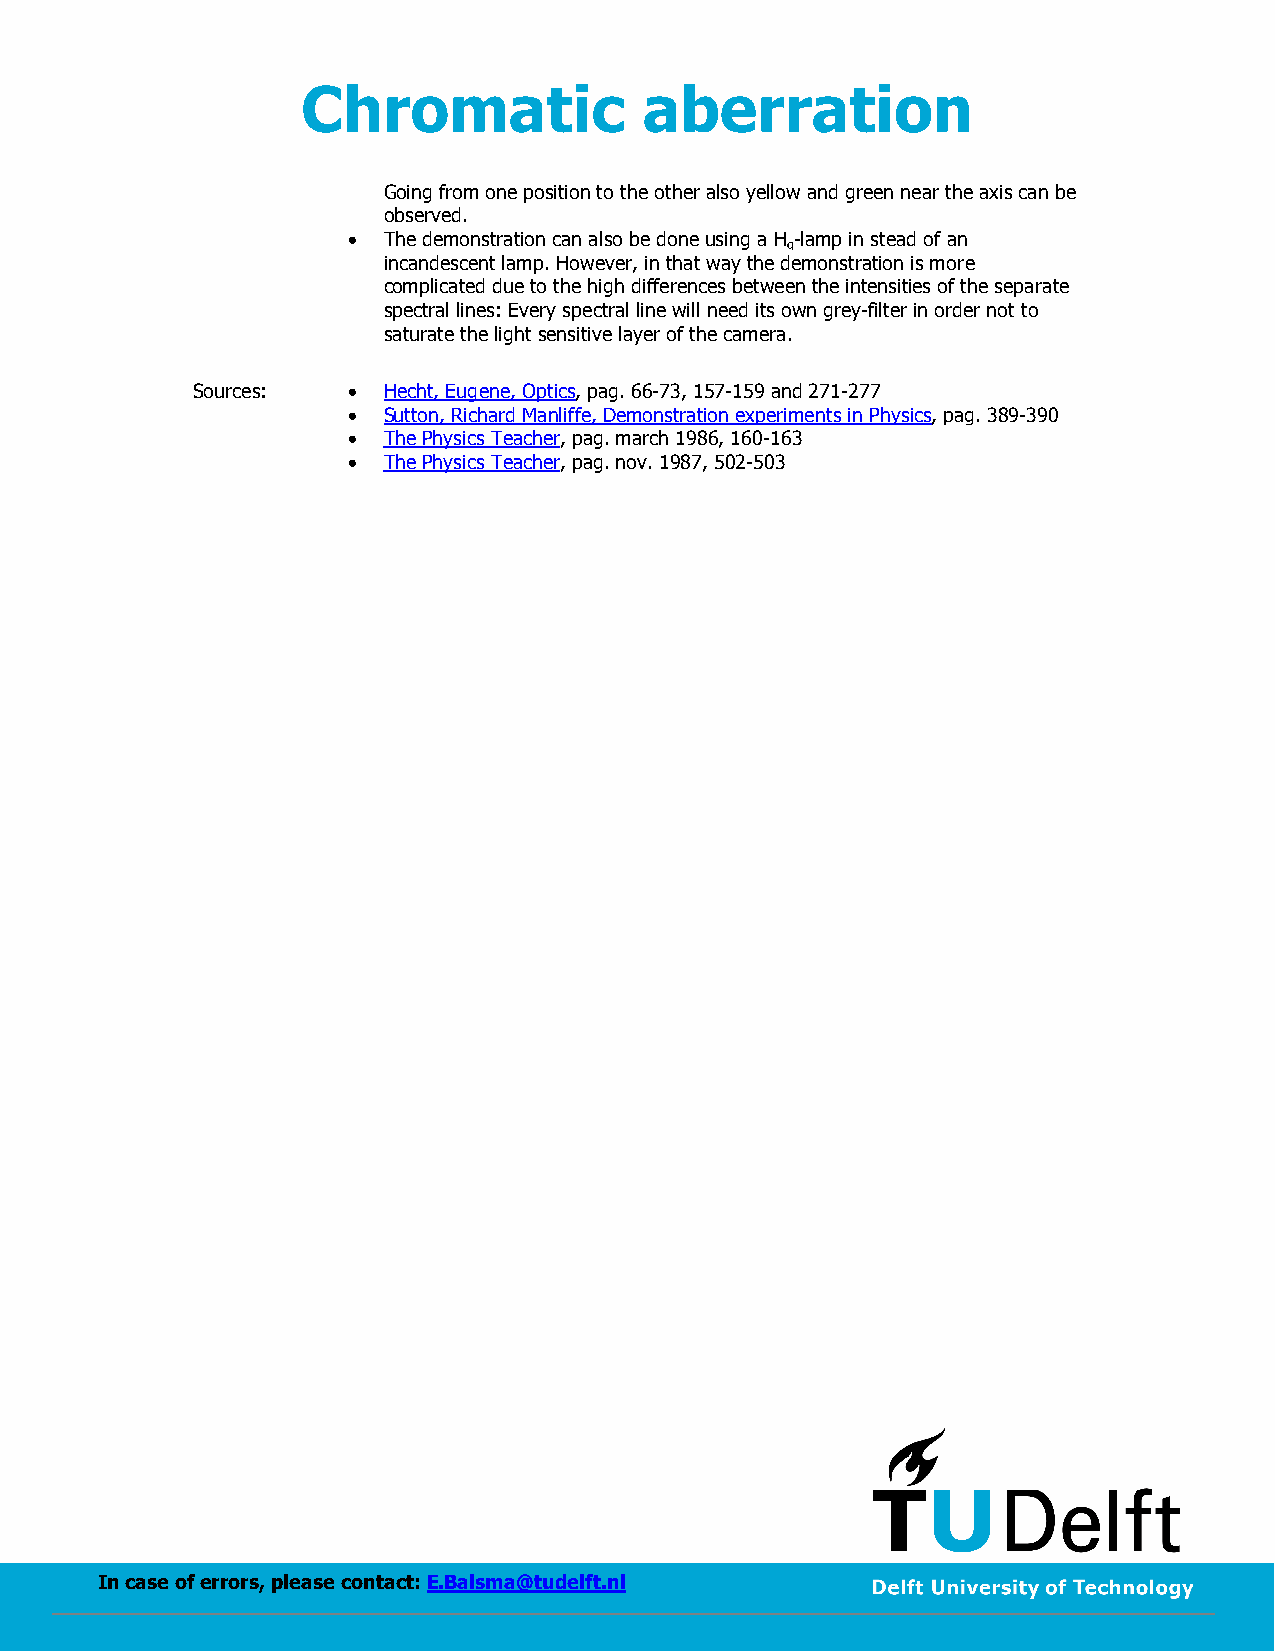 Chromatic aberration
Going from one position to the other also yellow and green near the axis can be
observed.
• The demonstration can also be done using a Hg-lamp in stead of an
incandescent lamp. However, in that way the demonstration is more
complicated due to the high differences between the intensities of the separate
spectral lines: Every spectral line will need its own grey-filter in order not to
saturate the light sensitive layer of the camera.
Sources: • Hecht, Eugene, Optics, pag. 66-73, 157-159 and 271-277
• Sutton, Richard Manliffe, Demonstration experiments in Physics, pag. 389-390
• The Physics Teacher, pag. march 1986, 160-163
• The Physics Teacher, pag. nov. 1987, 502-503
TUDelft
In case of errors, please contact: E.Balsma@tudelft.nl
Delft University of Technology